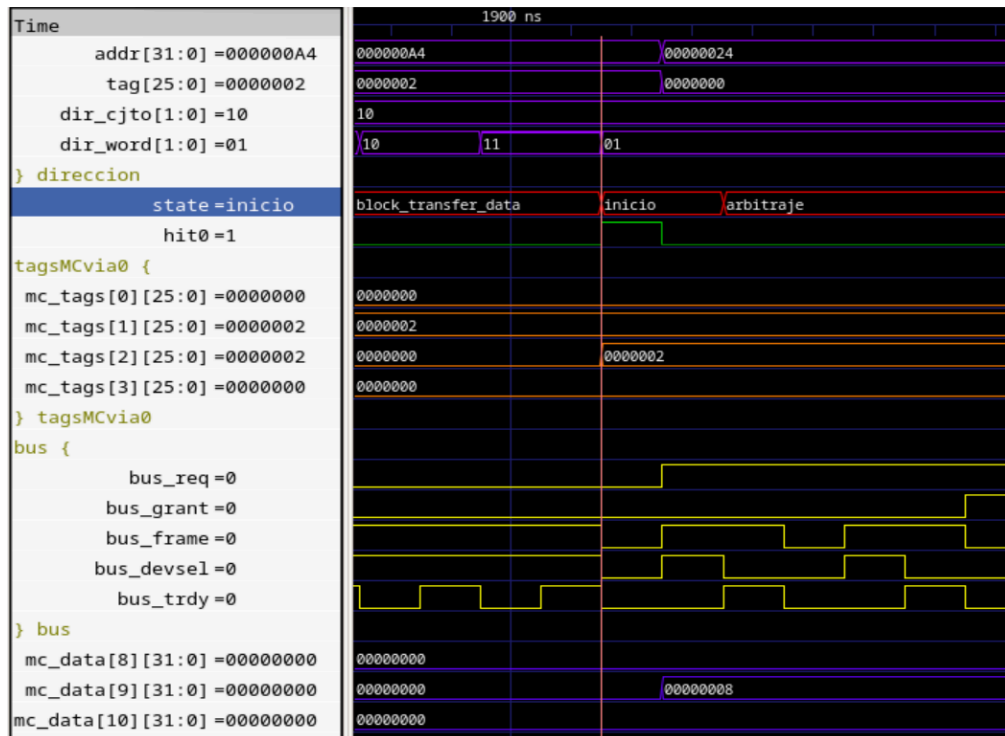 1900 ns
Time
addr[31:0] =000000A4 000000A4 00000024
tag[25:0] =0000002 0000002 0000000
dir_cjto[1:0] =10 10
dir_word[1:0] =01 10 11 01
} direccion
state =inicio block_transfer_data inicio arbitraje
hit0 =1
tagsMCvia0 {
mc_tags[0][25:0] =0000000 0000000
mc_tags[1][25:0] =0000002 0000002
mc_tags[2][25:0] =0000002 0000000 0000002
mc_tags[3][25:0] =0000000 0000000
} tagsMCvia0
bus {
bus_req =0
bus_grant =0
bus_frame =0
bus_devsel =0
bus_trdy =0
} bus
mc_data[8][31:0] =00000000 00000000
mc_data[9][31:0] =00000000 00000000 00000008
mc_data[10][31:0] =00000000 00000000